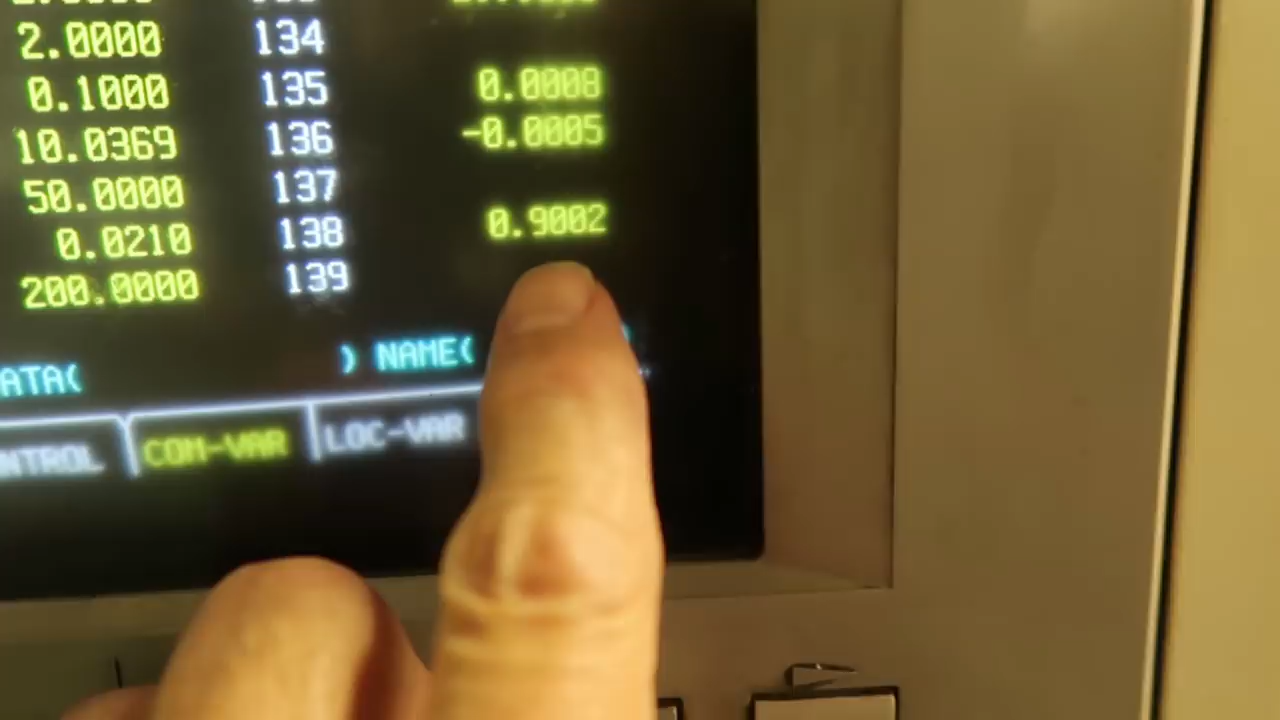 2.0000 134
0.1000 135 0.0008
10.0369 136 -0.0005
50.0000 137
0.0210 138 0.9002
200.0000 139
ATA( ) NAME(
NTROL COM-VAR LOC-VAR